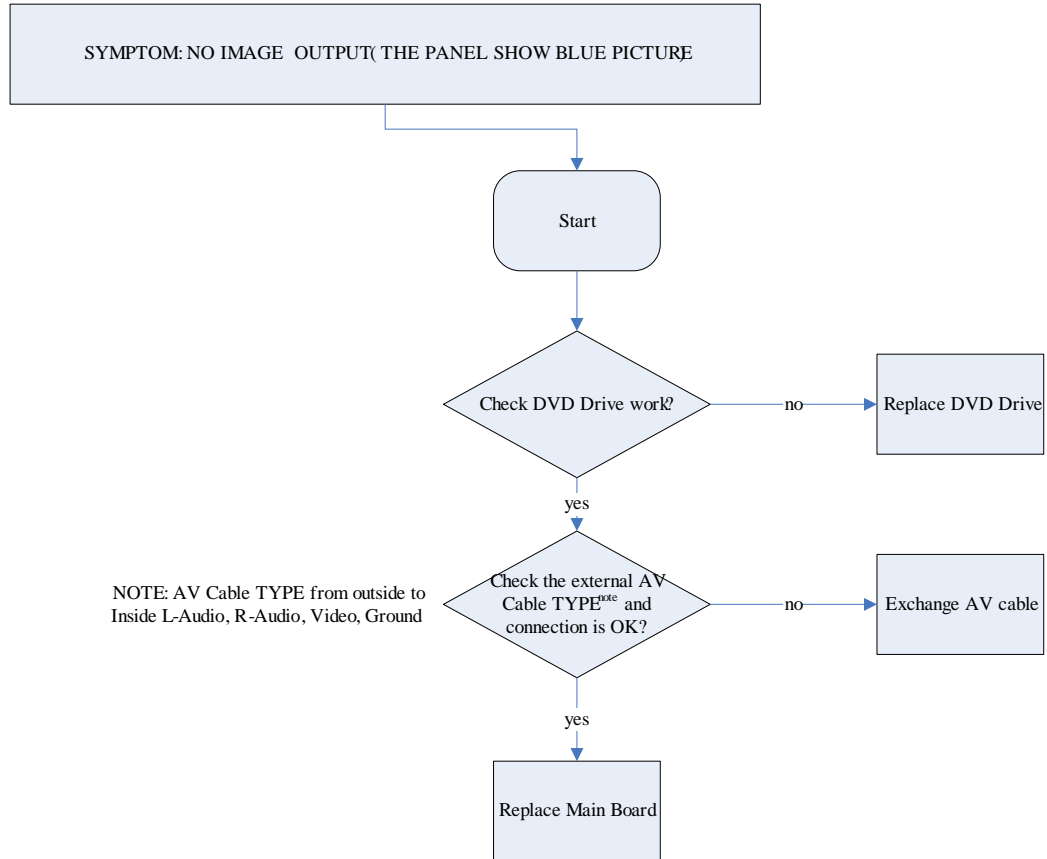 SYMPTOM: NO IMAGE OUTPUT( THE PANEL SHOW BLUE PICTURE)
Start
Check DVD Drive work?
no
Replace DVD Drive
yes
NOTE: AV Cable TYPE from outside to
Inside L-Audio, R-Audio, Video, Ground
Check the external AV
Cable TYPEnote and
connection is OK?
no
Exchange AV cable
yes
Replace Main Board